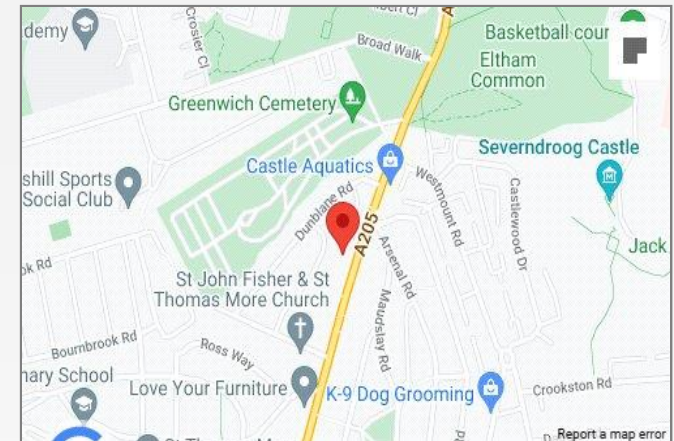 ademy
Crosier Cl
Broad Walk
Basketball cour
Eltham
Common
Greenwich Cemetery
Castle Aquatics
Severndroog Castle
shill Sports
Social Club
Dunblane Rd
Westmount Rd
Castlewood Dr
A205
Jack
ok Rd
Arsenal Rd
St John Fisher & St
Thomas More Church
Maudslay Rd
Bournbrook Rd
Ross Way
nary School
Love Your Furniture
K-9 Dog Grooming
Crookston Rd
Report a map error